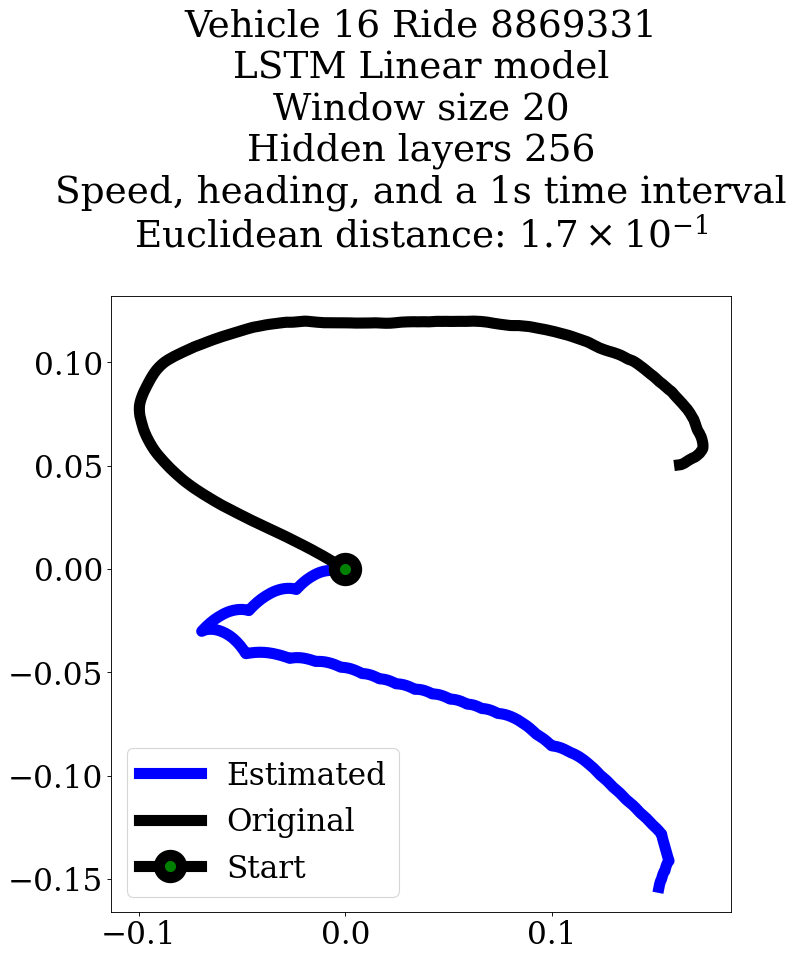 Vehicle 16 Ride 8869331
LSTM Linear model
Window size 20
Hidden layers 256
Speed, heading, and a 1s time interval
Euclidean distance: 1.7 × 10⁻¹
0.10
0.05
0.00
−0.05
−0.10
−0.15
Estimated
Original
Start
−0.1 0.0 0.1